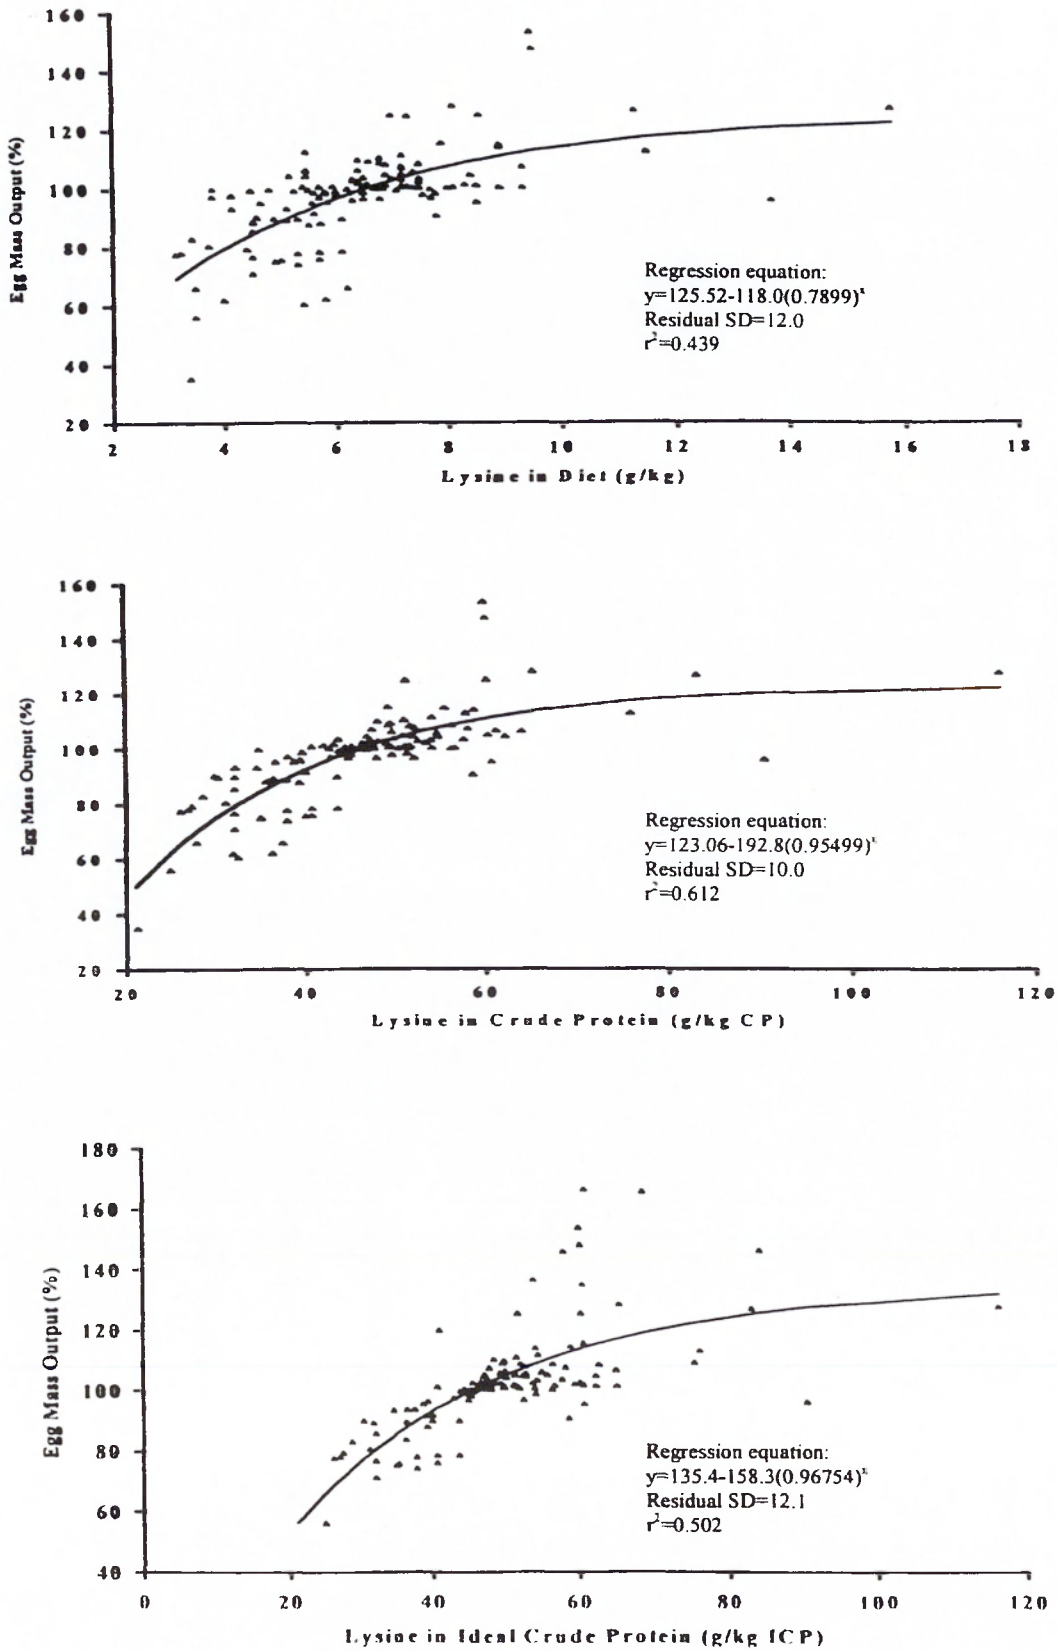 160
140
120
100
80
60
40
20
Egg Mass Output (%)
2 4 6 8 10 12 14 16 18
Lysine in Diet (g/kg)
Regression equation:
y=125.52-118.0(0.7899)ˣ
Residual SD=12.0
r²=0.439
160
140
120
100
80
60
40
20
Egg Mass Output (%)
20 40 60 80 100 120
Lysine in Crude Protein (g/kg CP)
Regression equation:
y=123.06-192.8(0.95499)ˣ
Residual SD=10.0
r²=0.612
180
160
140
120
100
80
60
40
Egg Mass Output (%)
0 20 40 60 80 100 120
Lysine in Ideal Crude Protein (g/kg ICP)
Regression equation:
y=135.4-158.3(0.96754)ˣ
Residual SD=12.1
r²=0.502